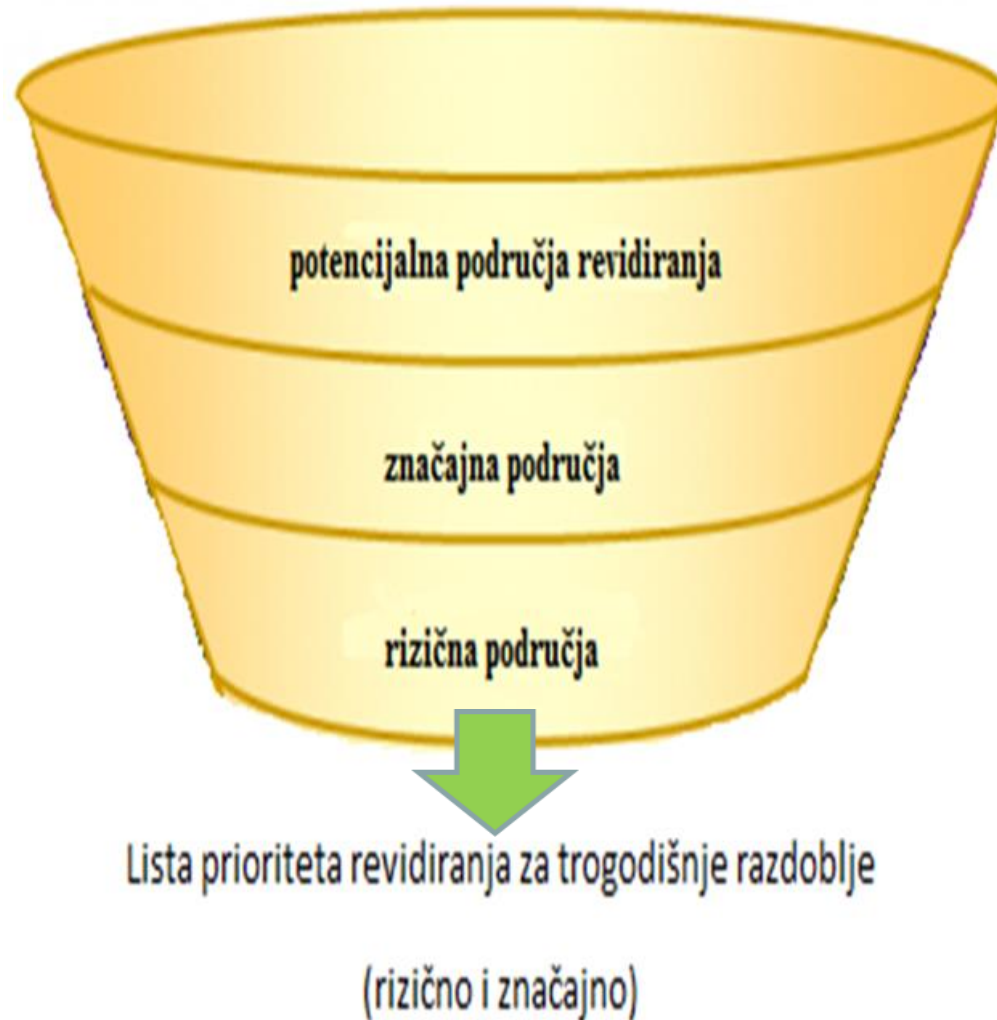 potencijalna područja revidiranja
značajna područja
rizična područja
Lista prioriteta revidiranja za trogodišnje razdoblje
(rizično i značajno)